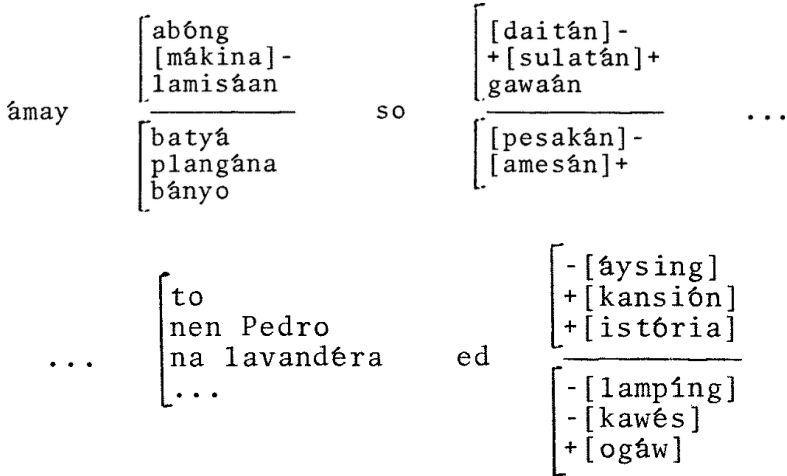 abóng
[mákina]-
lamisáan
ámay
so
batyá
plangána
bányo
[daitán]-
+[sulatán]+
gawaán
[pesakán]-
[amesán]+
...
...
to
nen Pedro
na lavandéra
...
ed
-[áysing]
+[kansión]
+[istória]
-[lampíng]
-[kawés]
+[ogáw]